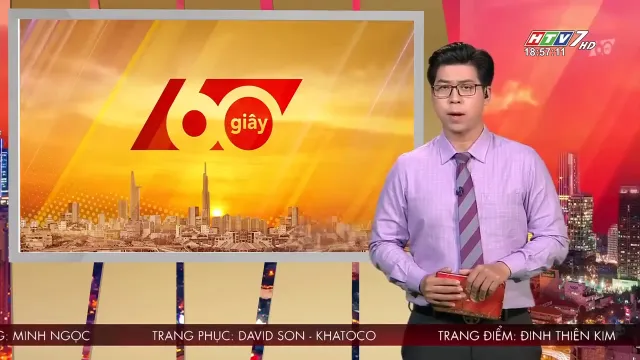 HTV7 HD
18:57:11
60
giây
G: MINH NGỌC
TRANG PHỤC: DAVID SON - KHATOCO
TRANG ĐIỂM: ĐINH THIÊN KIM